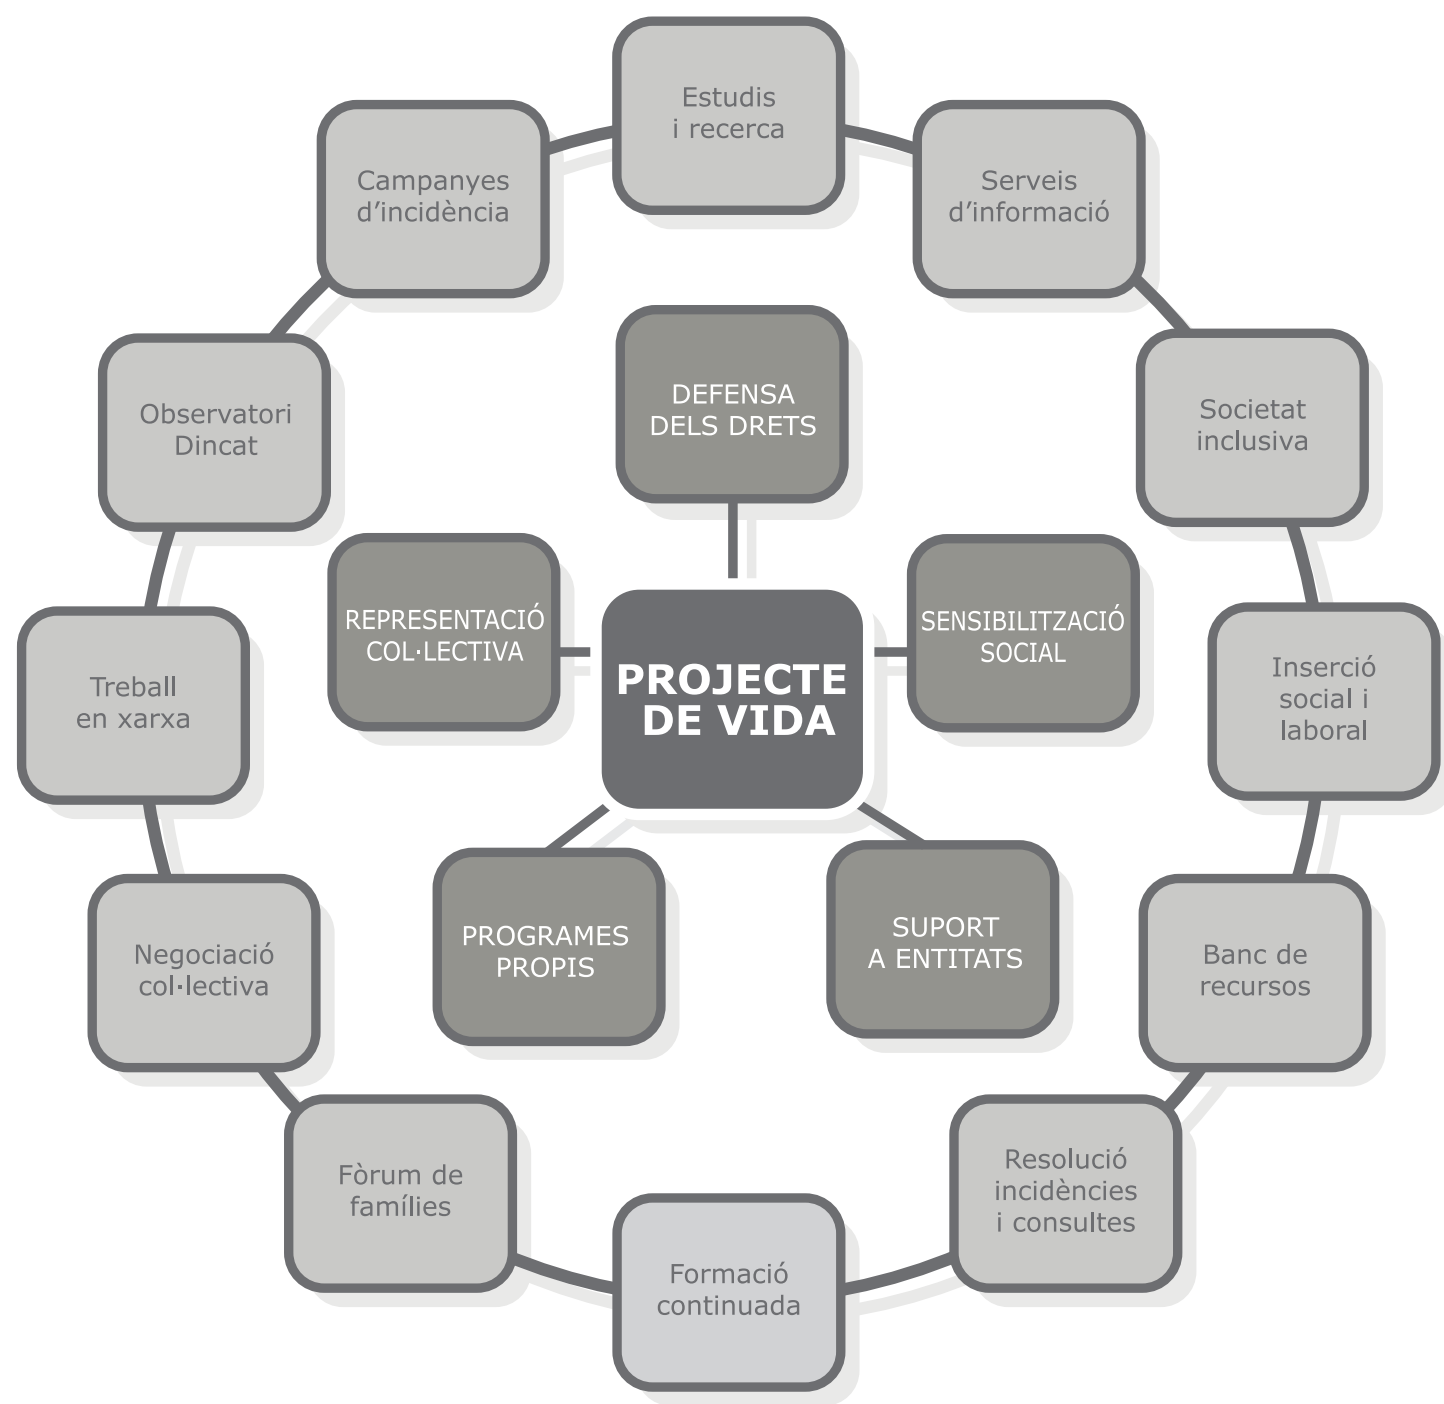 Estudis
i recerca
Campanyes
d’incidència
Serveis
d’informació
DEFENSA
DELS DRETS
Observatori
Dincat
Societat
inclusiva
REPRESENTACIÓ
COL·LECTIVA
SENSIBILITZACIÓ
SOCIAL
PROJECTE
DE VIDA
Treball
en xarxa
Inserció
social i
laboral
PROGRAMES
PROPIS
SUPORT
A ENTITATS
Negociació
col·lectiva
Banc de
recursos
Fòrum de
famílies
Resolució
incidències
i consultes
Formació
continuada